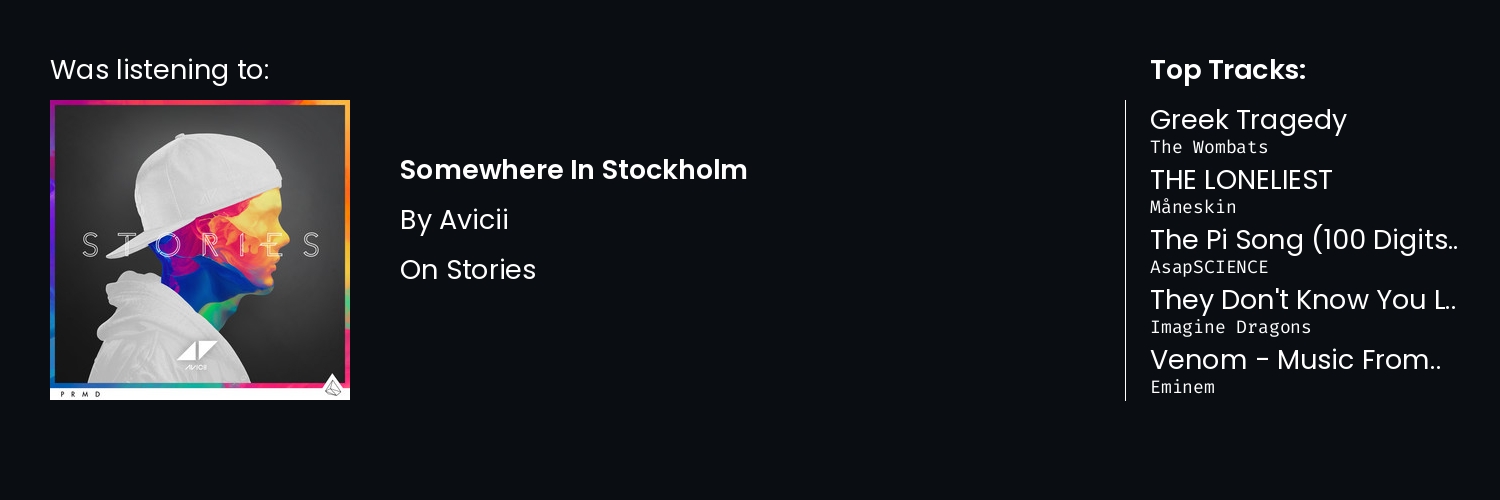 Was listening to:
STORIES
AVICII
PRMD
Somewhere In Stockholm
By Avicii
On Stories
Top Tracks:
Greek Tragedy
The Wombats
THE LONELIEST
Måneskin
The Pi Song (100 Digits..
AsapSCIENCE
They Don't Know You L..
Imagine Dragons
Venom - Music From..
Eminem